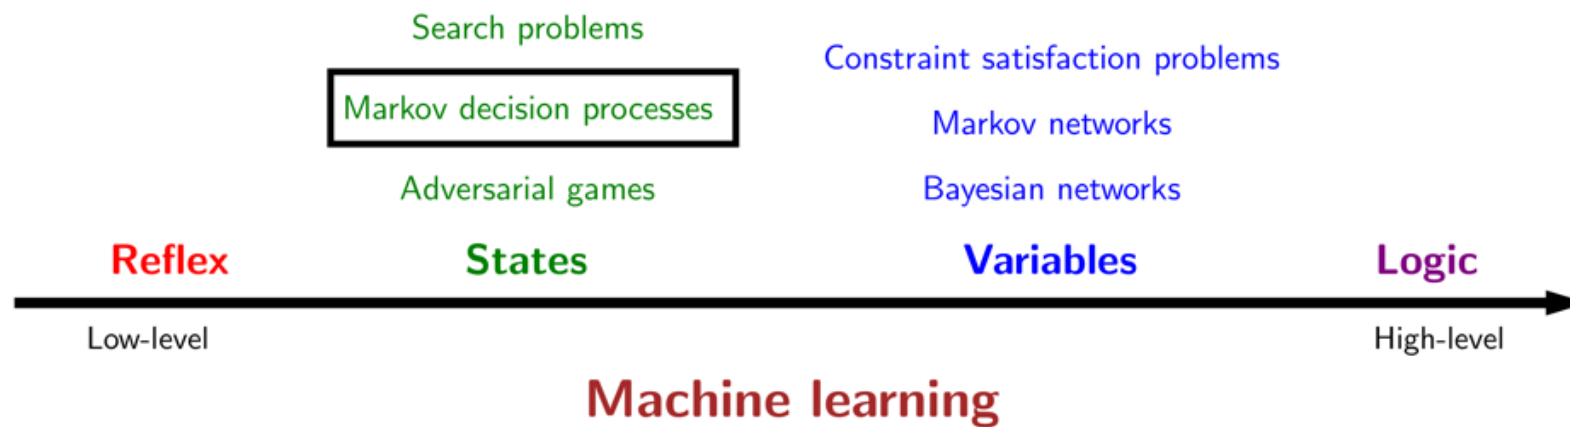 Search problems
Markov decision processes
Adversarial games
Constraint satisfaction problems
Markov networks
Bayesian networks
Reflex
States
Variables
Logic
Low-level
High-level
Machine learning